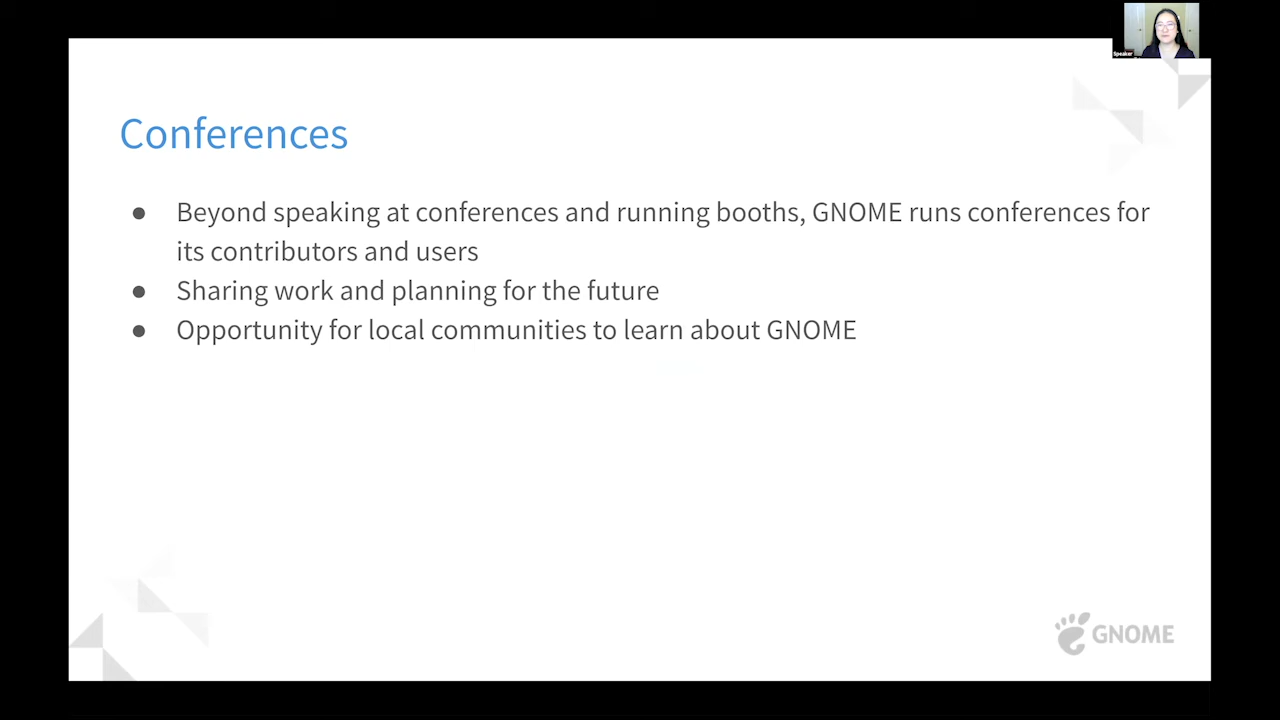 Speaker
Conferences
● Beyond speaking at conferences and running booths, GNOME runs conferences for
its contributors and users
● Sharing work and planning for the future
● Opportunity for local communities to learn about GNOME
GNOME